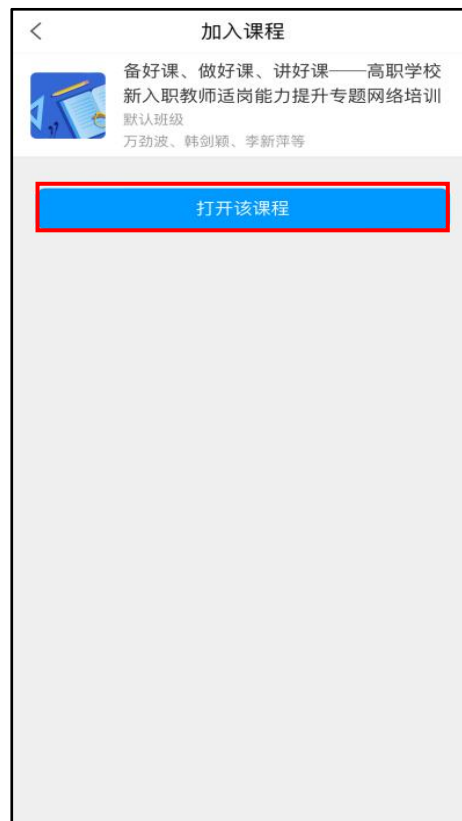 加入课程
备好课、做好课、讲好课——高职学校
新入职教师适岗能力提升专题网络培训
默认班级
万劲波、韩剑颖、李新萍等
打开该课程